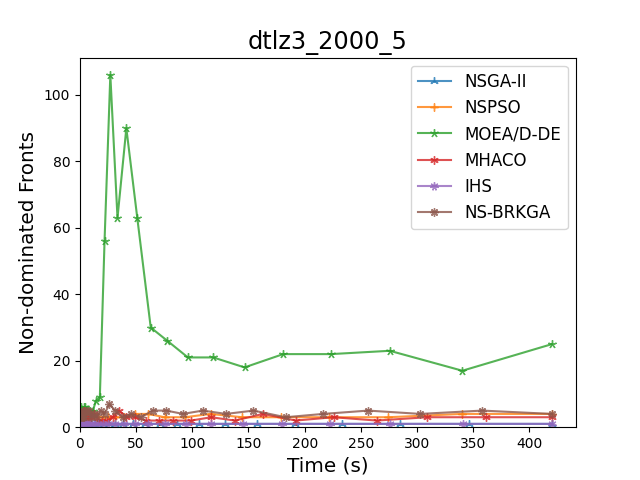 dtlz3_2000_5
Non-dominated Fronts
100
80
60
40
20
0
0 50 100 150 200 250 300 350 400
Time (s)
NSGA-II
NSPSO
MOEA/D-DE
MHACO
IHS
NS-BRKGA